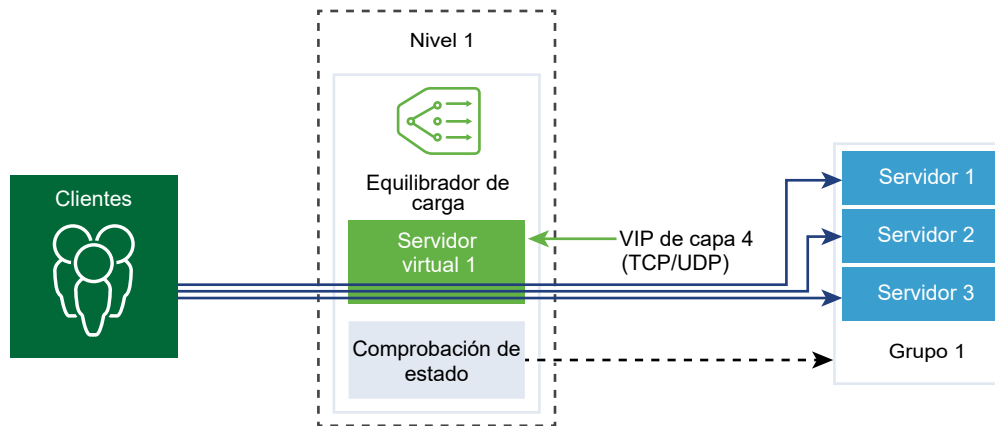 Nivel 1
Equilibrador de
carga
Clientes
Servidor
virtual 1
VIP de capa 4
(TCP/UDP)
Comprobación de
estado
Servidor 1
Servidor 2
Servidor 3
Grupo 1